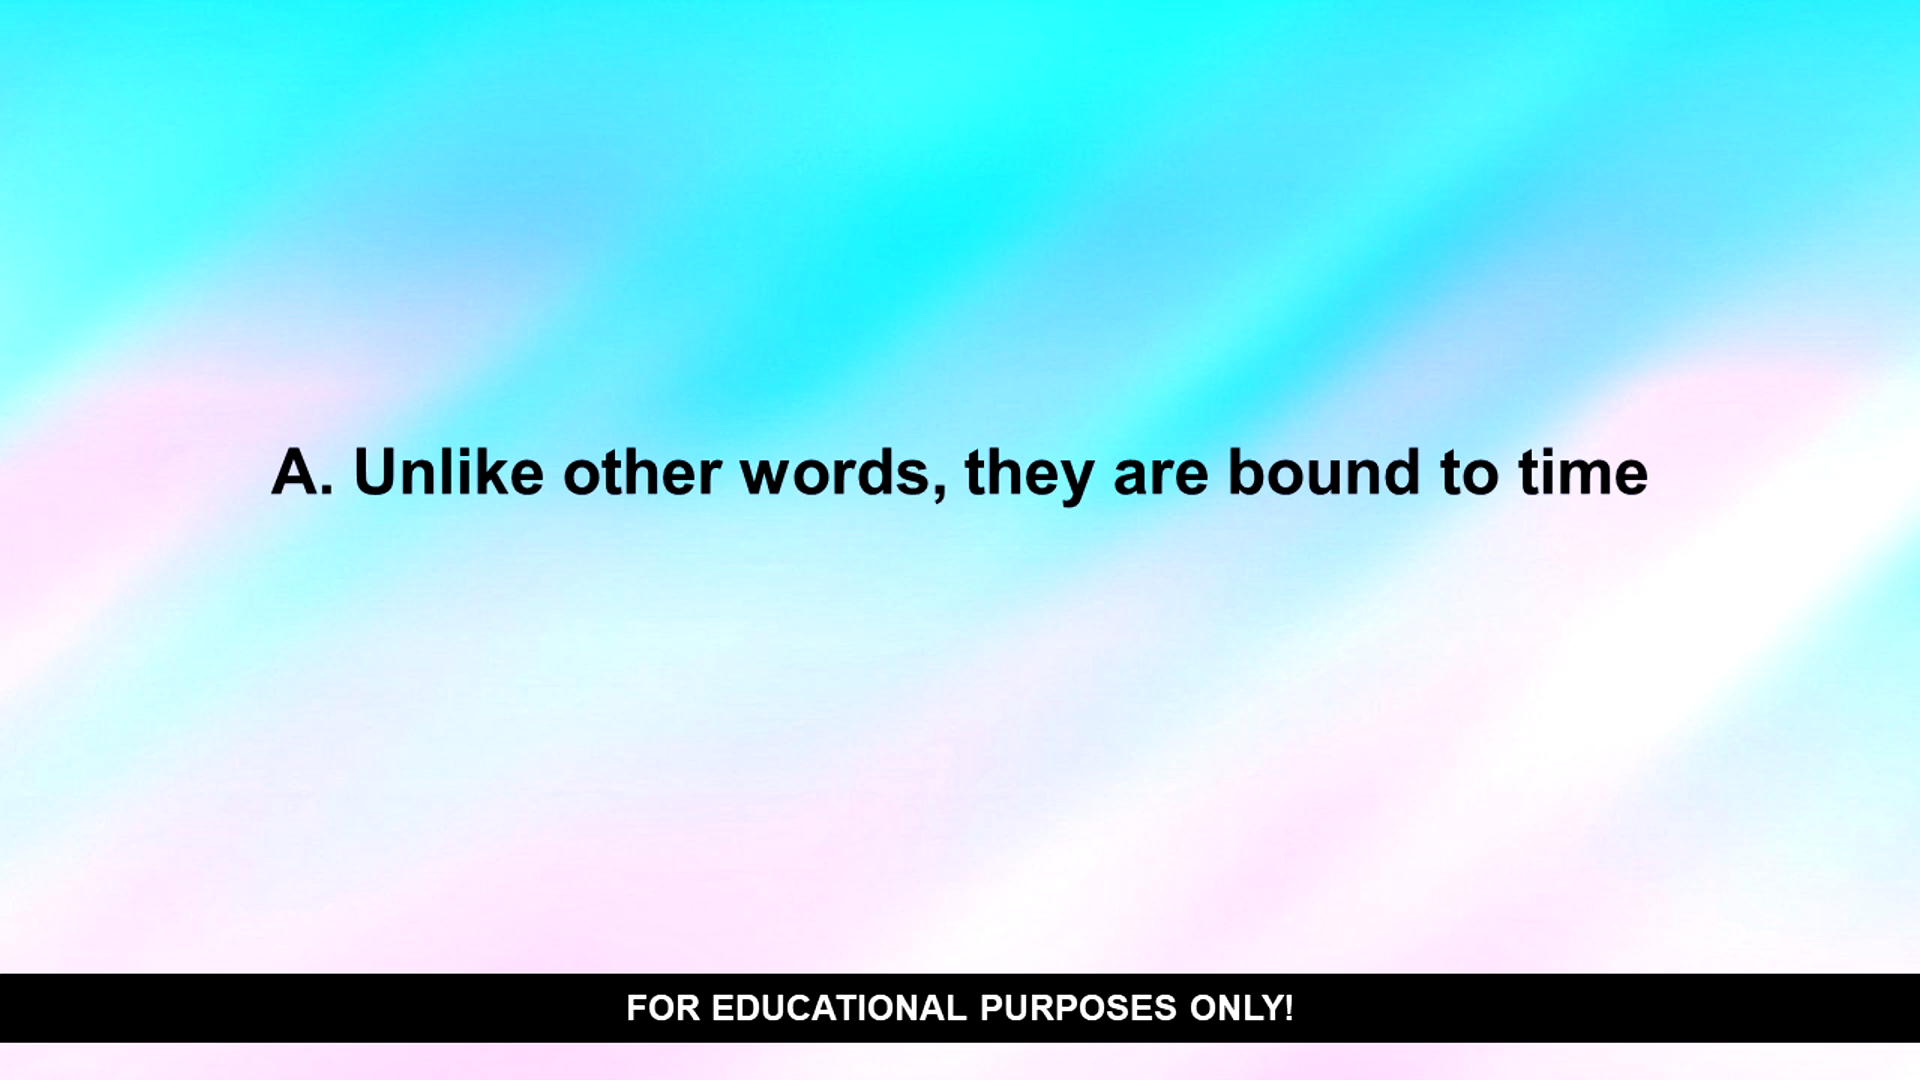 A. Unlike other words, they are bound to time
FOR EDUCATIONAL PURPOSES ONLY!